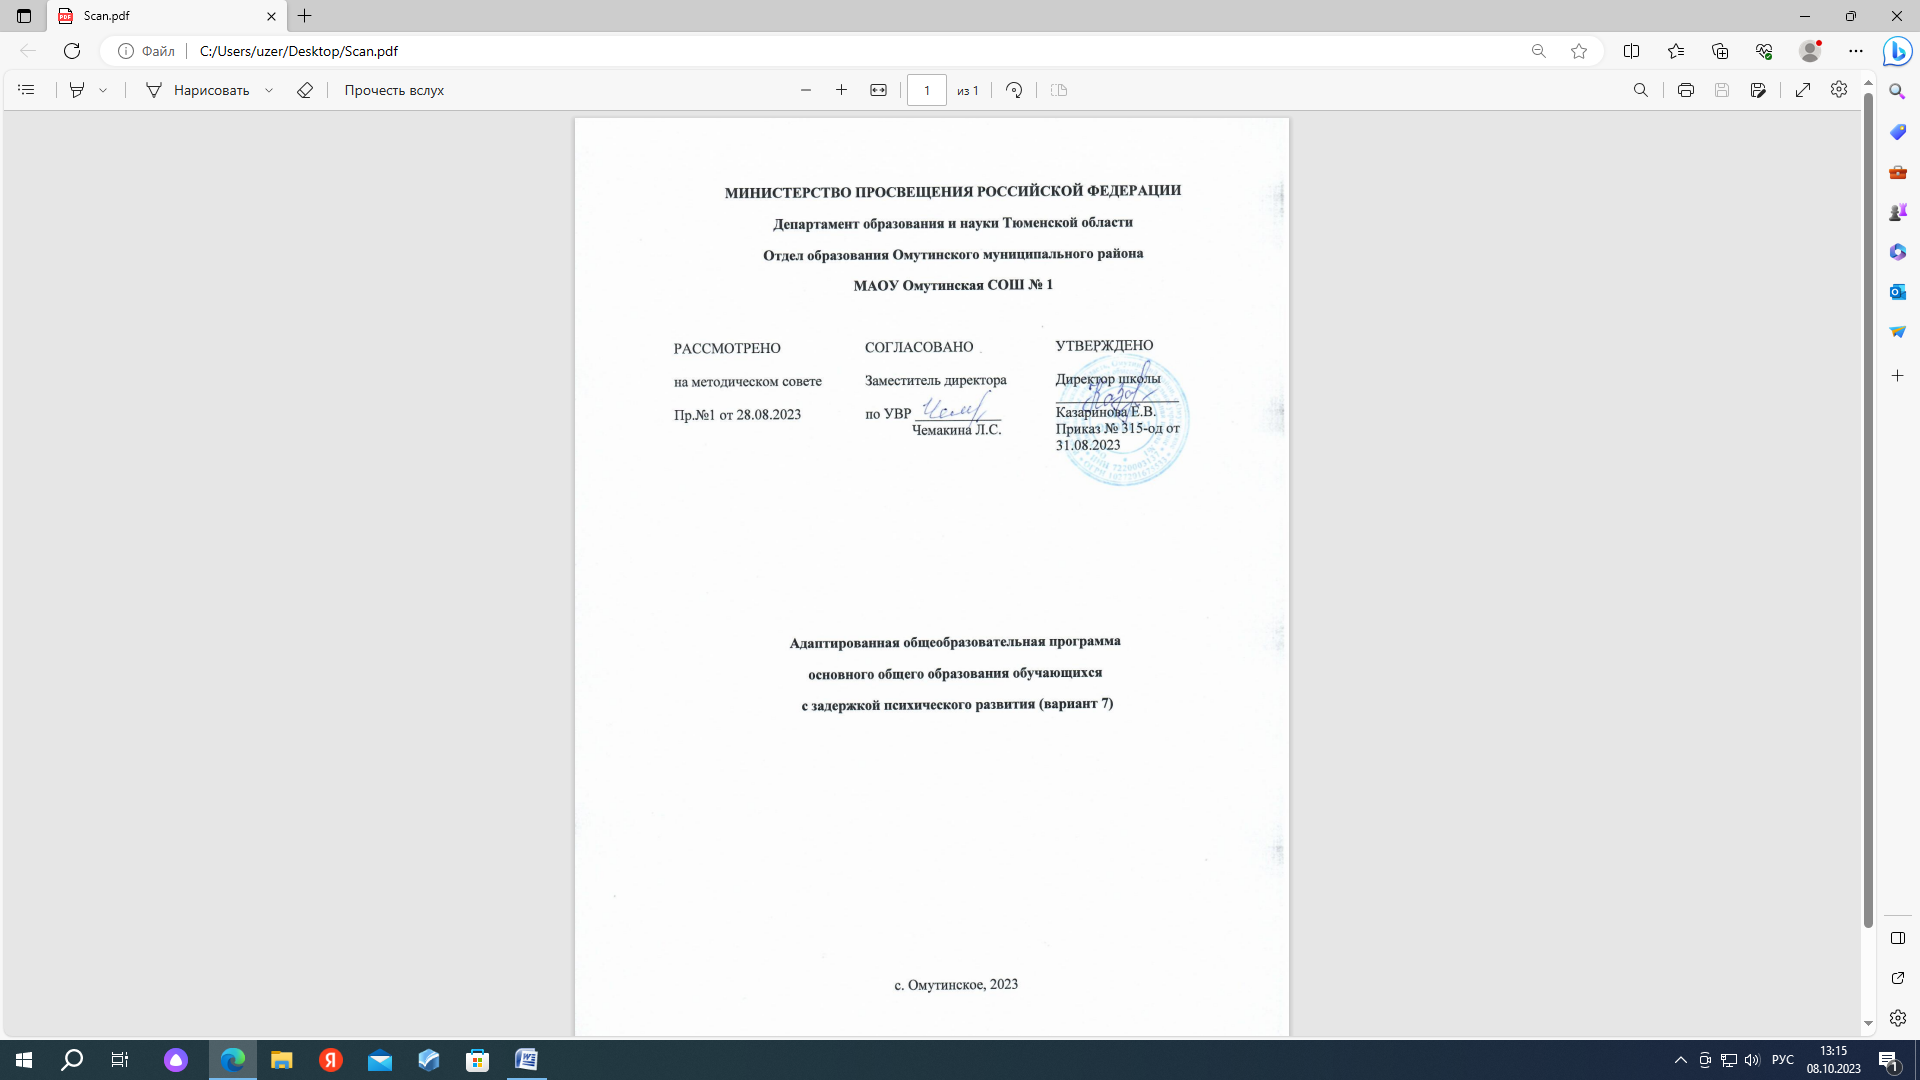 Scan.pdf
Файл
C:/Users/uzer/Desktop/Scan.pdf
Нарисовать
Прочесть вслух
1 из 1
МИНИСТЕРСТВО ПРОСВЕЩЕНИЯ РОССИЙСКОЙ ФЕДЕРАЦИИ
Департамент образования и науки Тюменской области
Отдел образования Омутинского муниципального района
МАОУ Омутинская СОШ № 1
РАССМОТРЕНО
на методическом совете
Пр.№1 от 28.08.2023
СОГЛАСОВАНО
Заместитель директора
по УВР
Чемакина Л.С.
УТВЕРЖДЕНО
Директор школы
Казаринова Е.В.
Приказ № 315-од от
31.08.2023
Адаптированная общеобразовательная программа
основного общего образования обучающихся
с задержкой психического развития (вариант 7)
с. Омутинское, 2023
РУС
13:15
08.10.2023
1